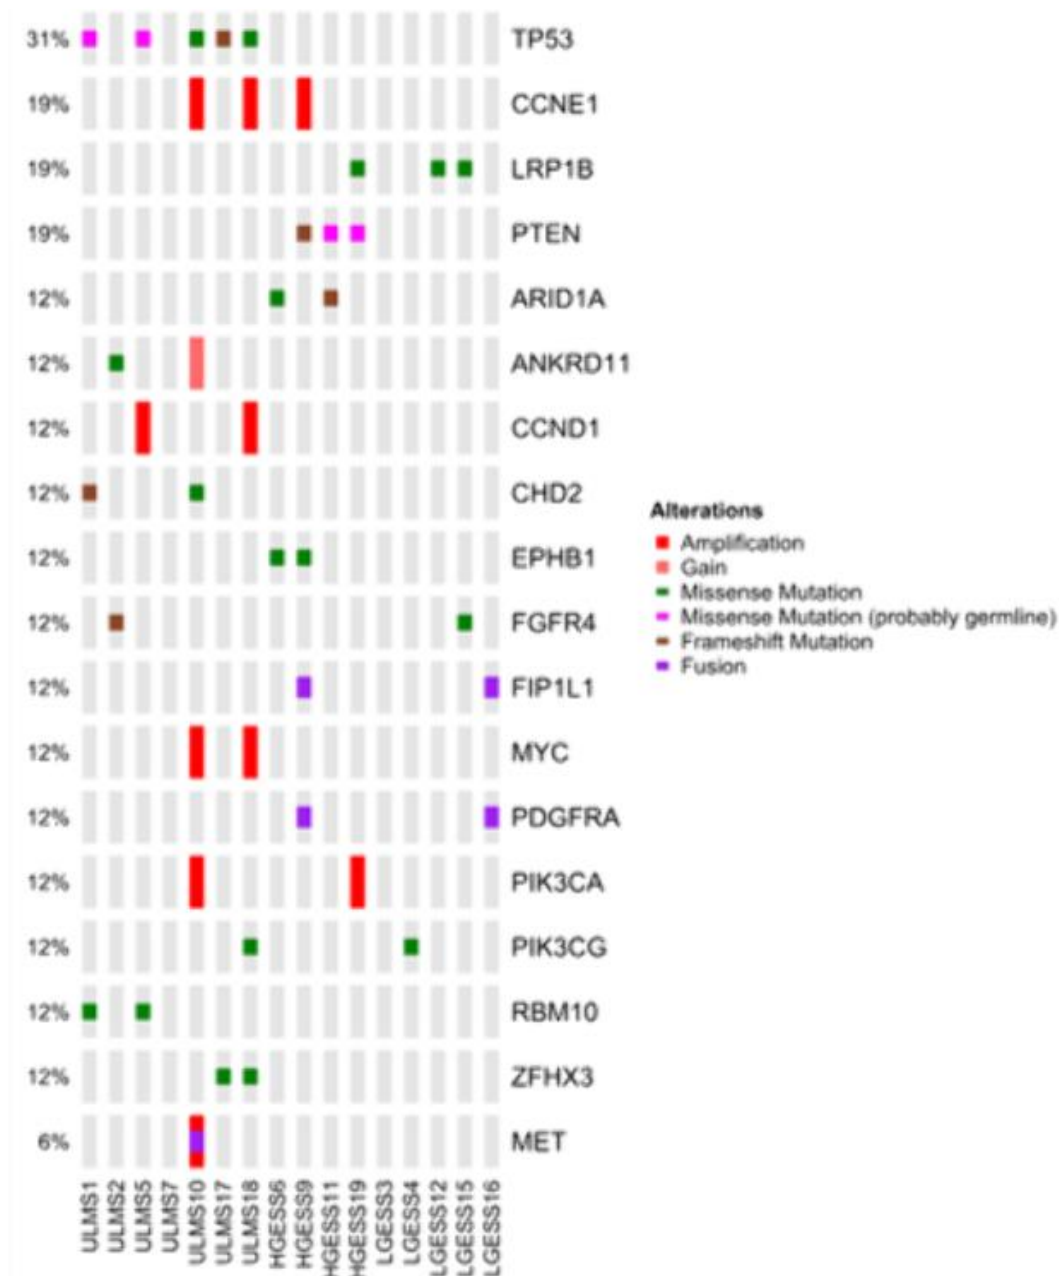 31% TP53
19% CCNE1
19% LRP1B
19% PTEN
12% ARID1A
12% ANKRD11
12% CCND1
12% CHD2
12% EPHB1
12% FGFR4
12% FIP1L1
12% MYC
12% PDGFRA
12% PIK3CA
12% PIK3CG
12% RBM10
12% ZFHX3
6% MET
Alterations
Amplification
Gain
Missense Mutation
Missense Mutation (probably germline)
Frameshift Mutation
Fusion
ULMS1
ULMS2
ULMS5
ULMS7
ULMS10
ULMS17
ULMS18
HGESS6
HGESS9
HGESS11
HGESS19
LGESS3
LGESS4
LGESS12
LGESS15
LGESS16